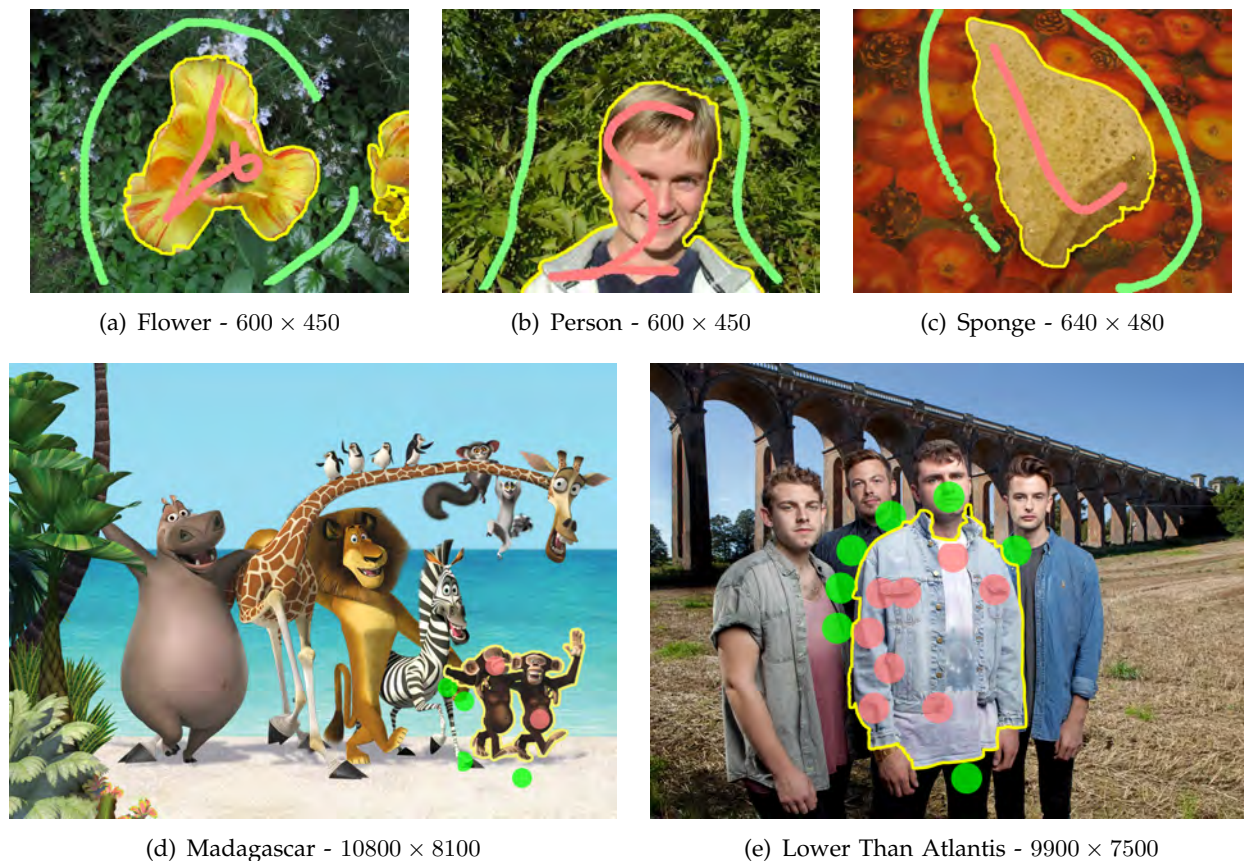 (a) Flower - 600 × 450
(b) Person - 600 × 450
(c) Sponge - 640 × 480
(d) Madagascar - 10800 × 8100
(e) Lower Than Atlantis - 9900 × 7500